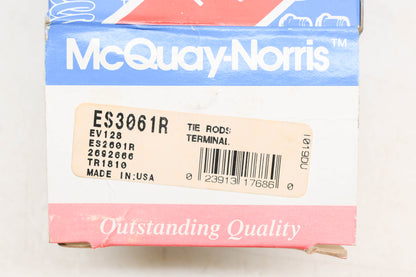 McQuay-Norris™
ES3061R
EV128
ES2601R
2692666
TR1810
MADE IN:USA
TIE RODS
TERMINAL
0 23913 17686 0
1019DU
Outstanding Quality